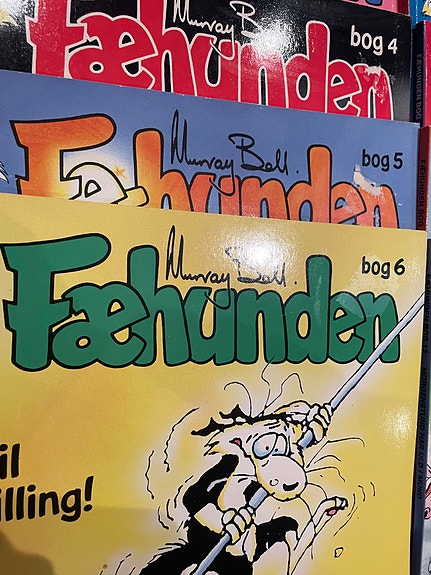 Murray Ball
Fæhunden
bog 4
Murray Ball.
Fæhunden
bog 5
Murray Ball.
Fæhunden
bog 6
il
illing!